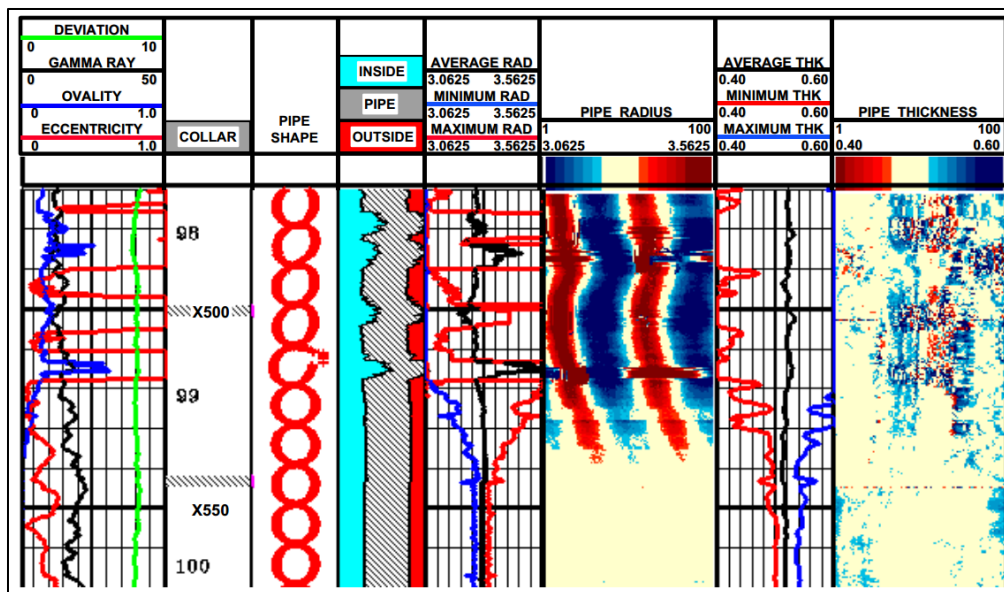 DEVIATION
0 10
GAMMA RAY
0 50
OVALITY
0 1.0
ECCENTRICITY
0 1.0
COLLAR
PIPE
SHAPE
INSIDE
PIPE
OUTSIDE
AVERAGE RAD
3.0625 3.5625
MINIMUM RAD
3.0625 3.5625
MAXIMUM RAD
3.0625 3.5625
PIPE RADIUS
1 100
3.0625 3.5625
AVERAGE THK
0.40 0.60
MINIMUM THK
0.40 0.60
MAXIMUM THK
0.40 0.60
PIPE THICKNESS
1 100
0.40 0.60
98
X500
99
X550
100